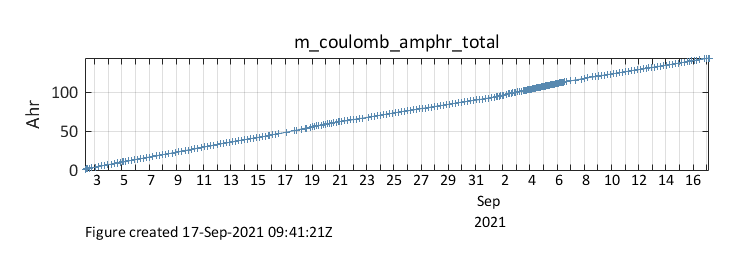 m_coulomb_amphr_total
Ahr
100
50
0
3 5 7 9 11 13 15 17 19 21 23 25 27 29 31 2 4 6 8 10 12 14 16
Sep
2021
Figure created 17-Sep-2021 09:41:21Z